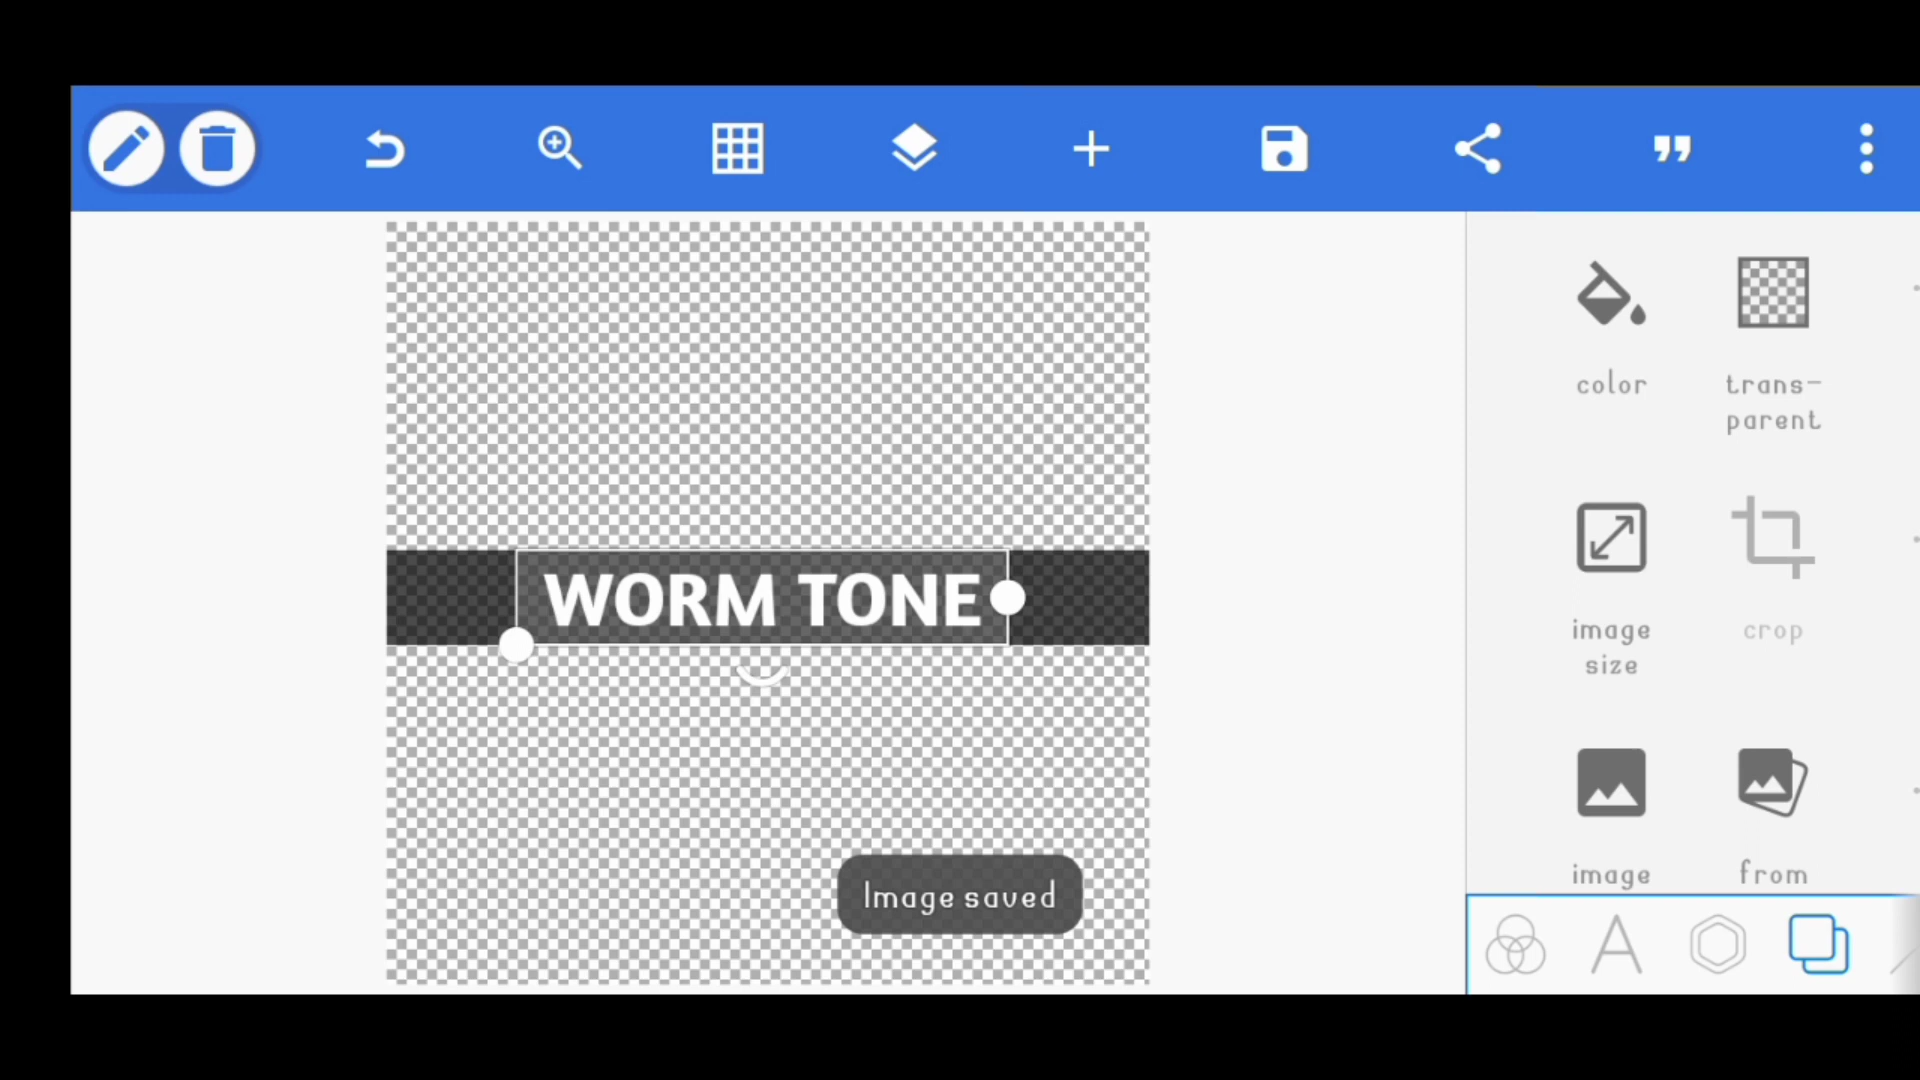 color
trans-
parent
WORM TONE
image
size
crop
Image saved
image
from